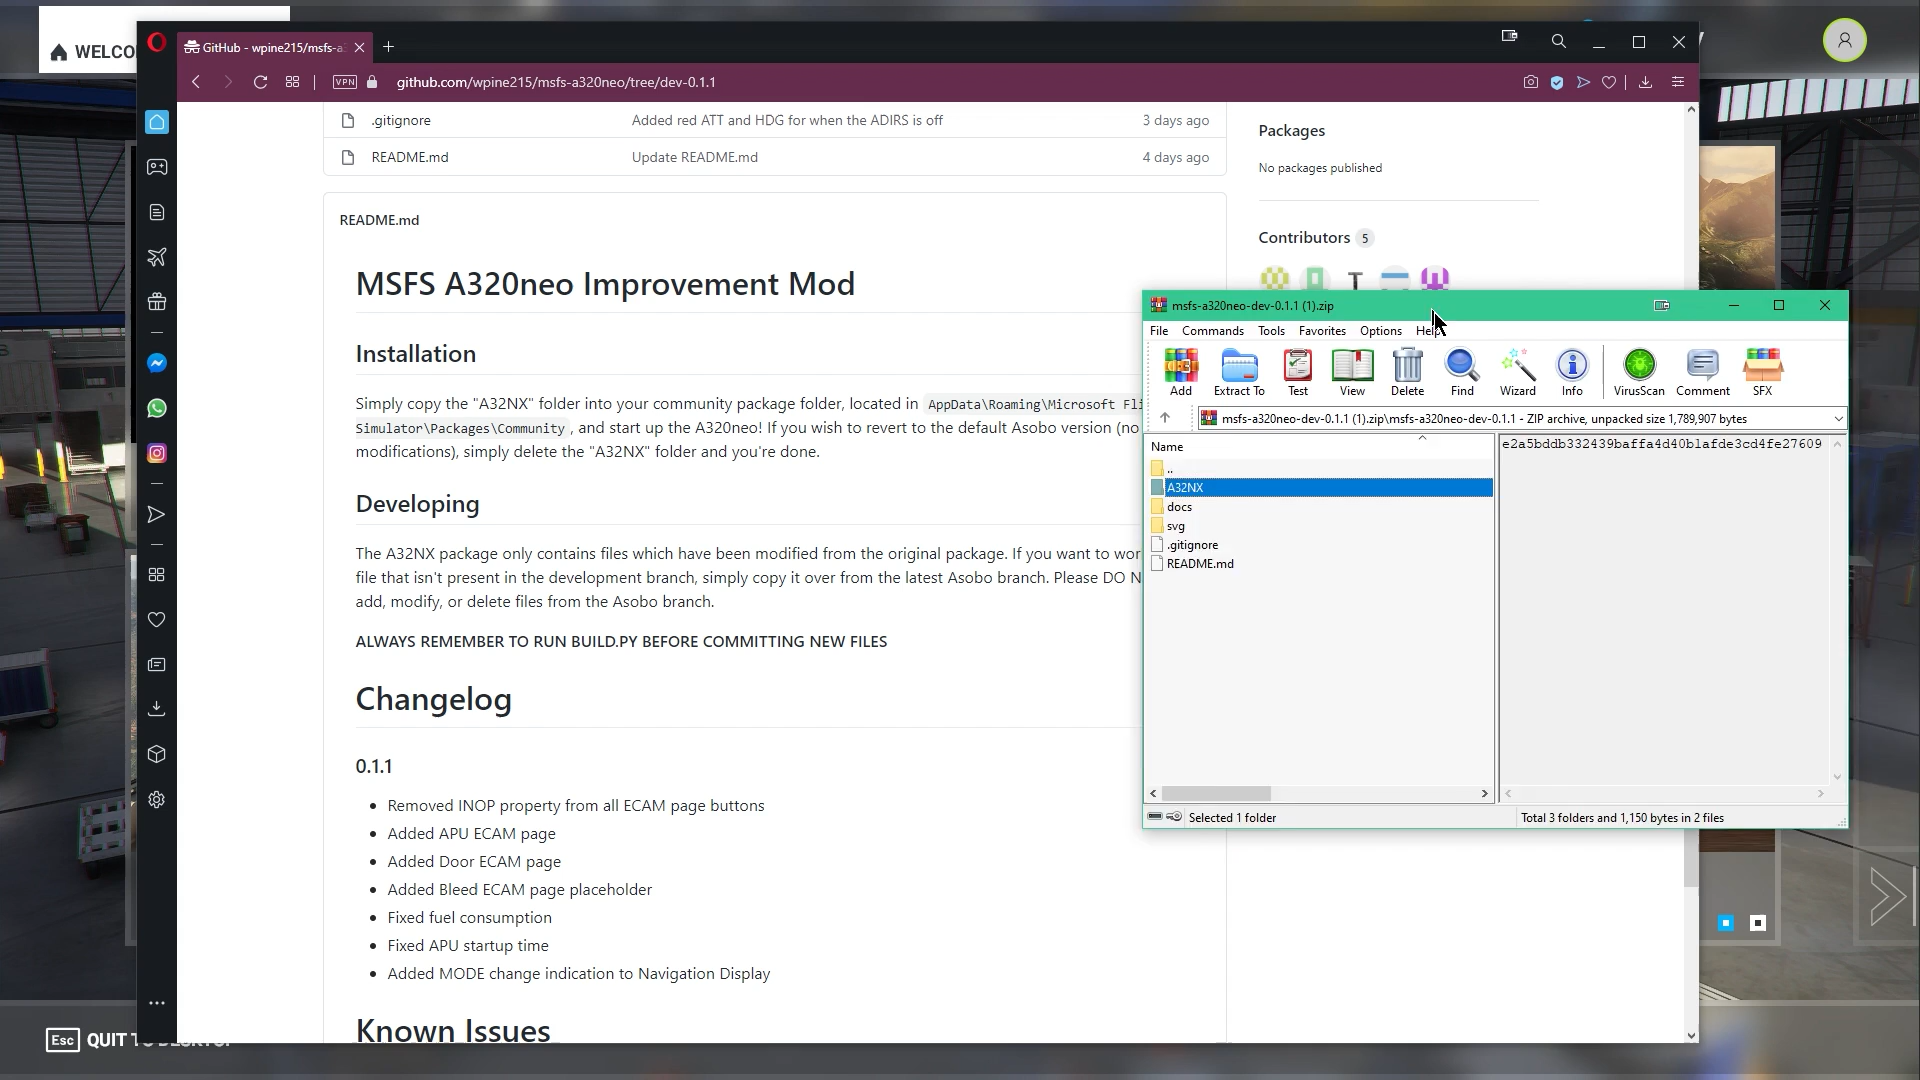 WELCO
GitHub - wpine215/msfs-a3
VPN
github.com/wpine215/msfs-a320neo/tree/dev-0.1.1
.gitignore
Added red ATT and HDG for when the ADIRS is off
3 days ago
README.md
Update README.md
4 days ago
README.md
MSFS A320neo Improvement Mod
Installation
Simply copy the "A32NX" folder into your community package folder, located in AppData\Roaming\Microsoft Fli
Simulator\Packages\Community , and start up the A320neo! If you wish to revert to the default Asobo version (no
modifications), simply delete the "A32NX" folder and you're done.
Developing
The A32NX package only contains files which have been modified from the original package. If you want to wor
file that isn't present in the development branch, simply copy it over from the latest Asobo branch. Please DO N
add, modify, or delete files from the Asobo branch.
ALWAYS REMEMBER TO RUN BUILD.PY BEFORE COMMITTING NEW FILES
Changelog
0.1.1
Removed INOP property from all ECAM page buttons
Added APU ECAM page
Added Door ECAM page
Added Bleed ECAM page placeholder
Fixed fuel consumption
Fixed APU startup time
Added MODE change indication to Navigation Display
Known Issues
Packages
No packages published
Contributors 5
T
msfs-a320neo-dev-0.1.1 (1).zip
File Commands Tools Favorites Options Help
Add Extract To Test View Delete Find Wizard Info VirusScan Comment SFX
msfs-a320neo-dev-0.1.1 (1).zip\msfs-a320neo-dev-0.1.1 - ZIP archive, unpacked size 1,789,907 bytes
Name
e2a5bddb332439baffa4d40b1afde3cd4fe27609
..
A32NX
docs
svg
.gitignore
README.md
Selected 1 folder
Total 3 folders and 1,150 bytes in 2 files
Esc QUIT